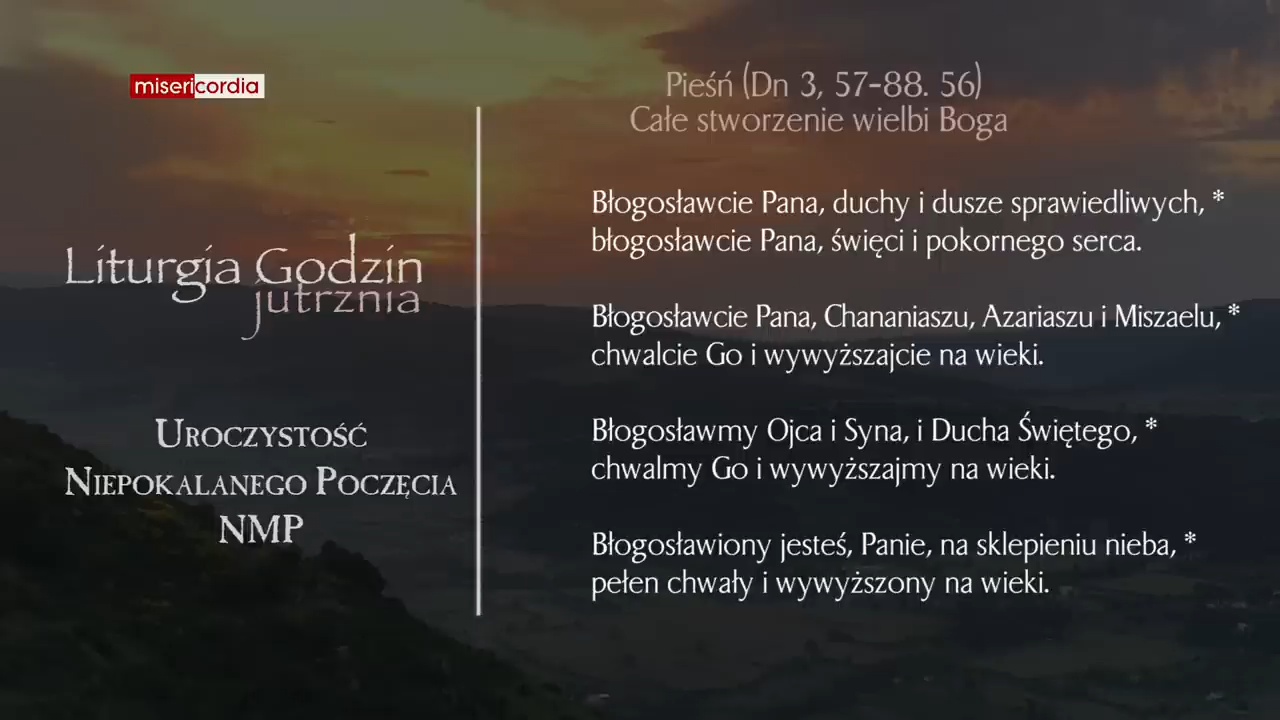 misericordia
Liturgia Godzin
jutrznia
Uroczystość
Niepokalanego Poczęcia
NMP
Pieśń (Dn 3, 57-88. 56)
Całe stworzenie wielbi Boga
Błogosławcie Pana, duchy i dusze sprawiedliwych, *
błogosławcie Pana, święci i pokornego serca.
Błogosławcie Pana, Chananiaszu, Azariaszu i Miszaelu, *
chwalcie Go i wywyższajcie na wieki.
Błogosławmy Ojca i Syna, i Ducha Świętego, *
chwalmy Go i wywyższajmy na wieki.
Błogosławiony jesteś, Panie, na sklepieniu nieba, *
pełen chwały i wywyższony na wieki.